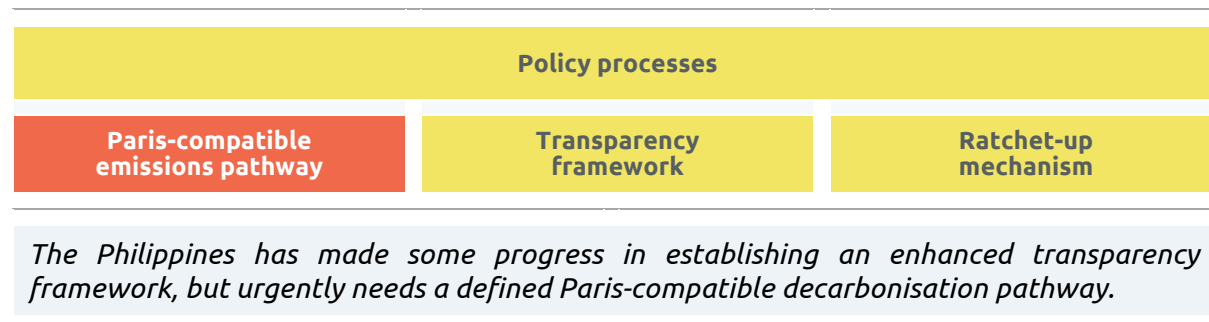 Policy processes
Paris-compatible
emissions pathway
Transparency
framework
Ratchet-up
mechanism
The Philippines has made some progress in establishing an enhanced transparency
framework, but urgently needs a defined Paris-compatible decarbonisation pathway.